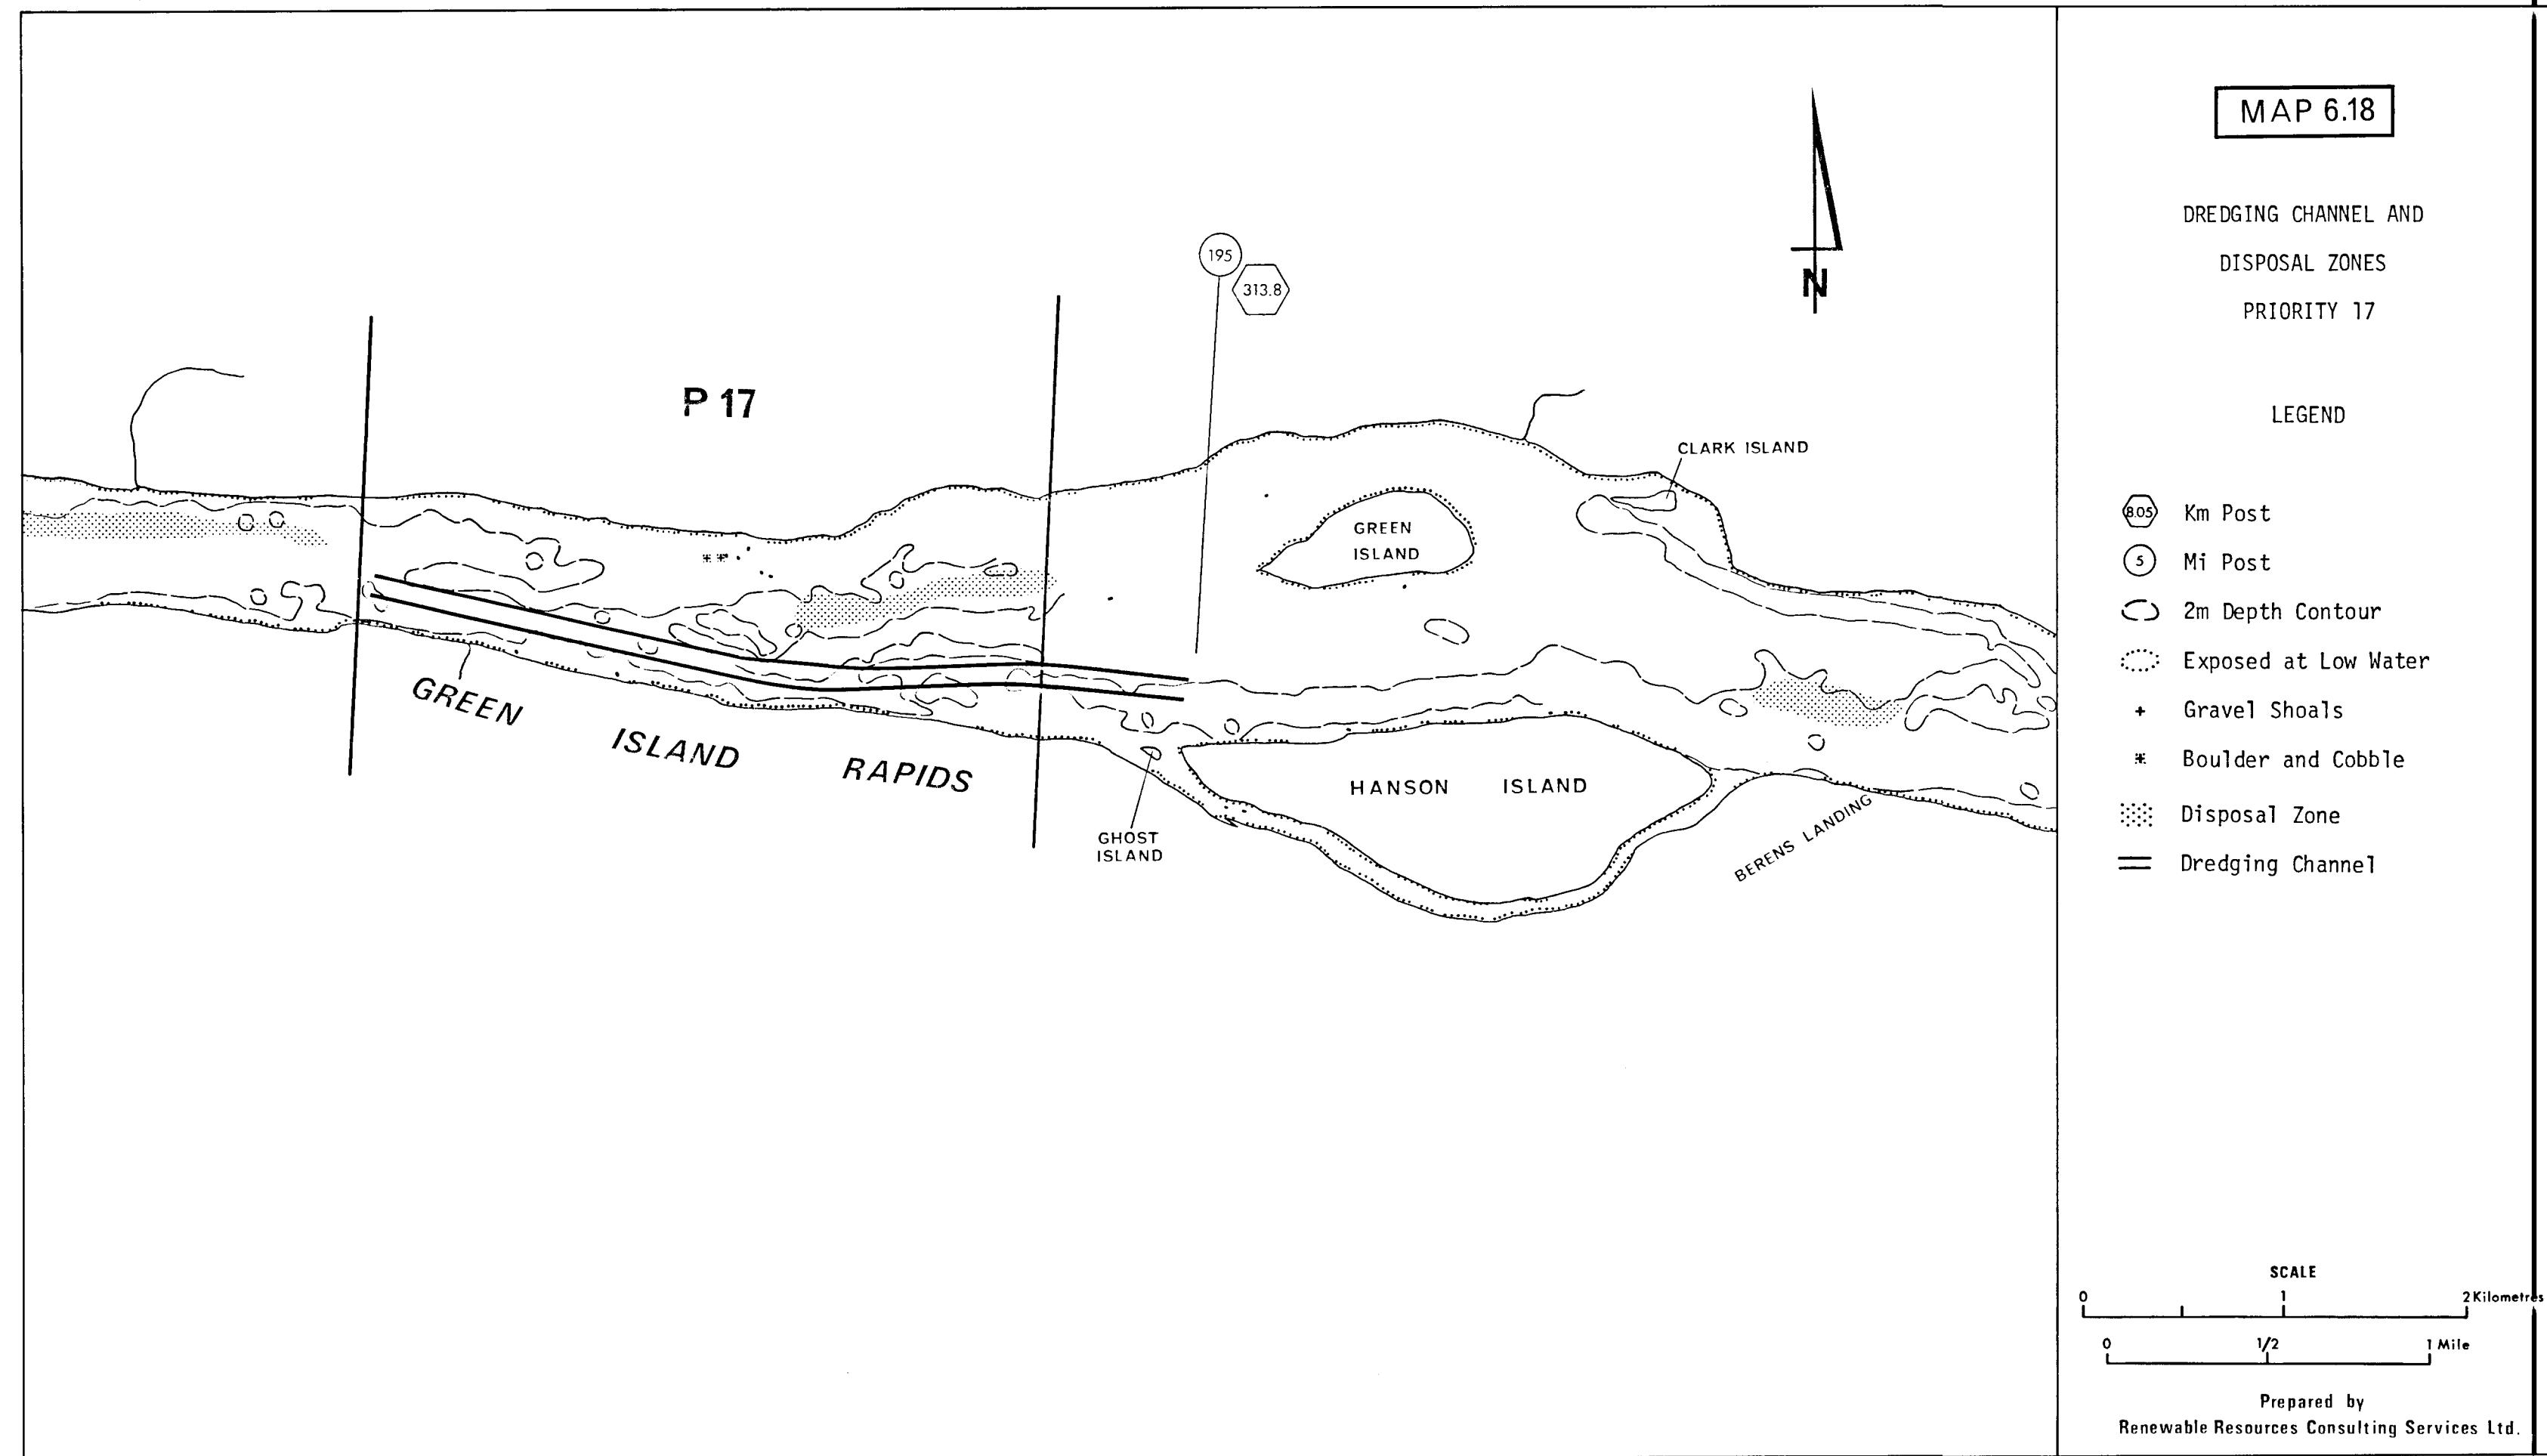 MAP 6.18
DREDGING CHANNEL AND
DISPOSAL ZONES
PRIORITY 17
LEGEND
8.05 Km Post
5 Mi Post
2m Depth Contour
Exposed at Low Water
+ Gravel Shoals
Boulder and Cobble
Disposal Zone
Dredging Channel
SCALE
0 1 2 Kilometres
0 1/2 1 Mile
Prepared by
Renewable Resources Consulting Services Ltd.
N
195
313.8
P 17
CLARK ISLAND
GREEN
ISLAND
GREEN ISLAND RAPIDS
HANSON ISLAND
GHOST
ISLAND
BERENS LANDING